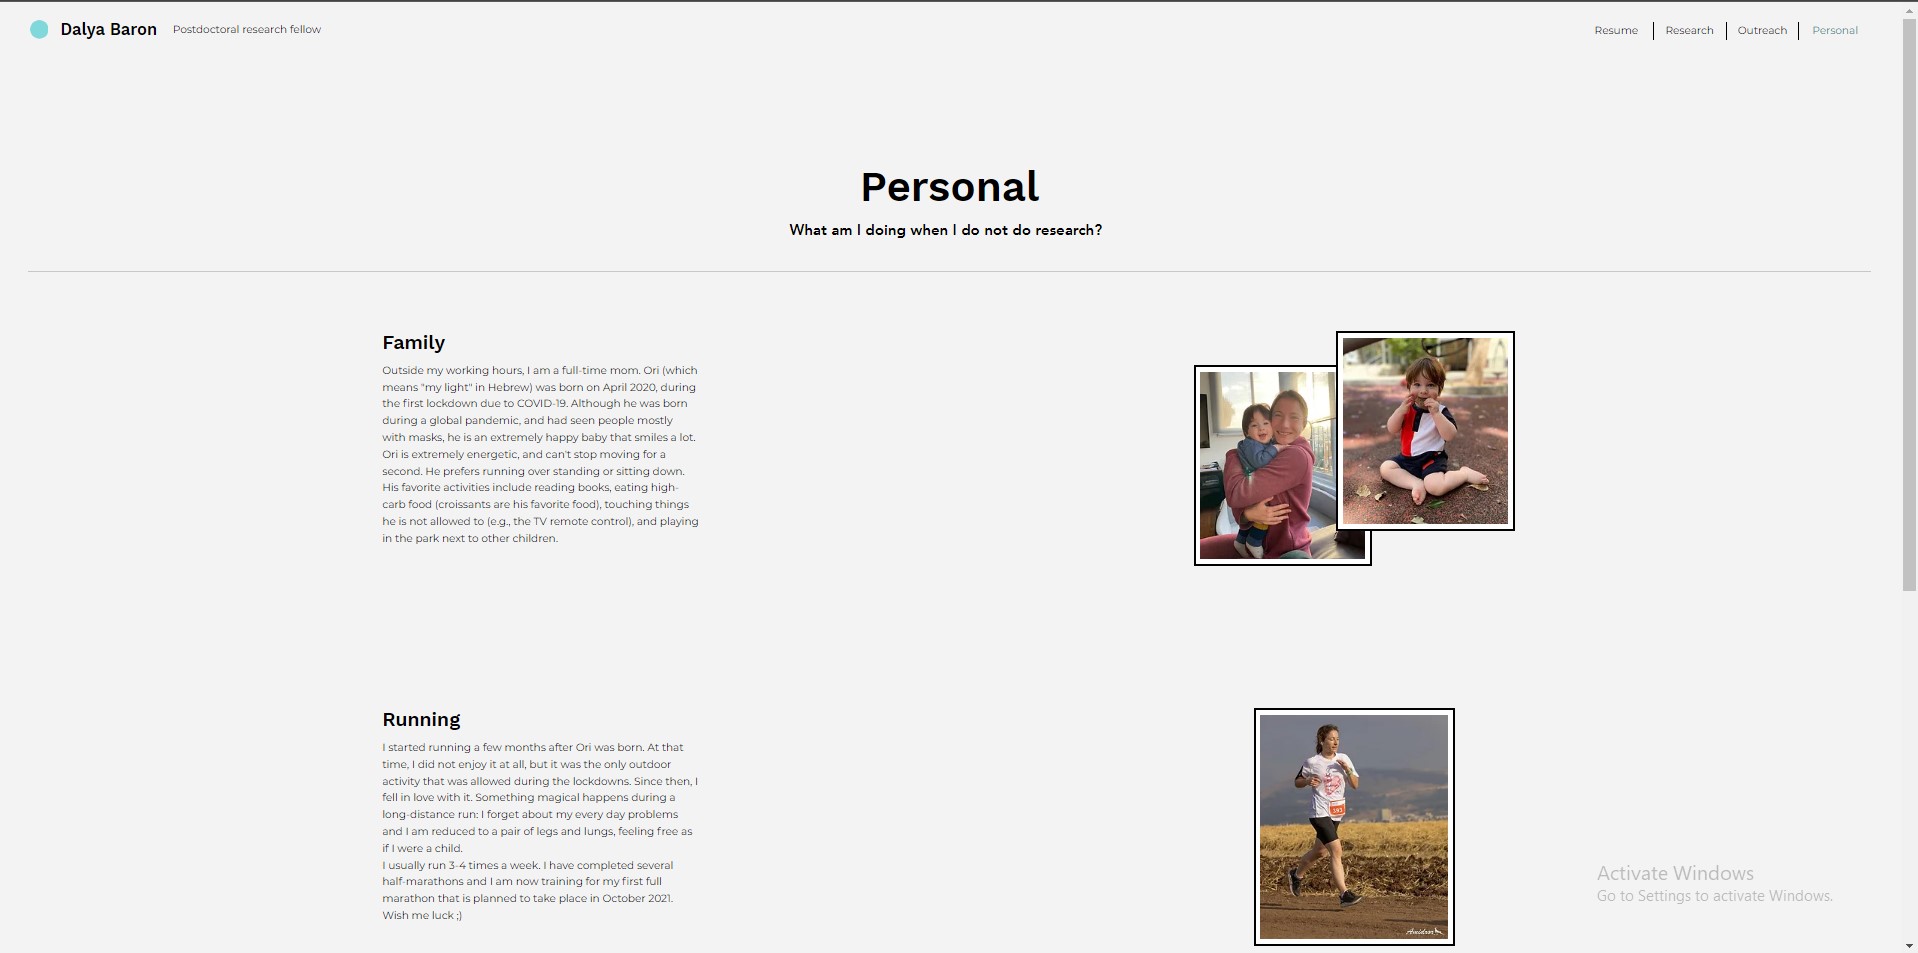 Dalya Baron
Postdoctoral research fellow
Resume
Research
Outreach
Personal
Personal
What am I doing when I do not do research?
Family
Outside my working hours, I am a full-time mom. Ori (which
means "my light" in Hebrew) was born on April 2020, during
the first lockdown due to COVID-19. Although he was born
during a global pandemic, and had seen people mostly
with masks, he is an extremely happy baby that smiles a lot.
Ori is extremely energetic, and can't stop moving for a
second. He prefers running over standing or sitting down.
His favorite activities include reading books, eating high-
carb food (croissants are his favorite food), touching things
he is not allowed to (e.g., the TV remote control), and playing
in the park next to other children.
Running
I started running a few months after Ori was born. At that
time, I did not enjoy it at all, but it was the only outdoor
activity that was allowed during the lockdowns. Since then, I
fell in love with it. Something magical happens during a
long-distance run: I forget about my every day problems
and I am reduced to a pair of legs and lungs, feeling free as
if I were a child.
I usually run 3-4 times a week. I have completed several
half-marathons and I am now training for my first full
marathon that is planned to take place in October 2021.
Wish me luck ;)
Activate Windows
Go to Settings to activate Windows.